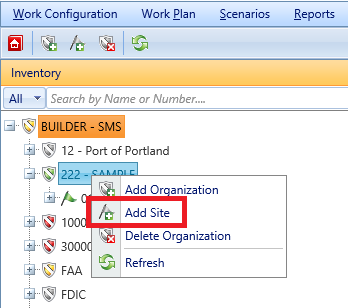 Work Configuration Work Plan Scenarios Reports
Inventory
All Search by Name or Number....
BUILDER - SMS
12 - Port of Portland
222 - SAMPLE
Add Organization
Add Site
1000
Delete Organization
30000
Refresh
FAA
FDIC